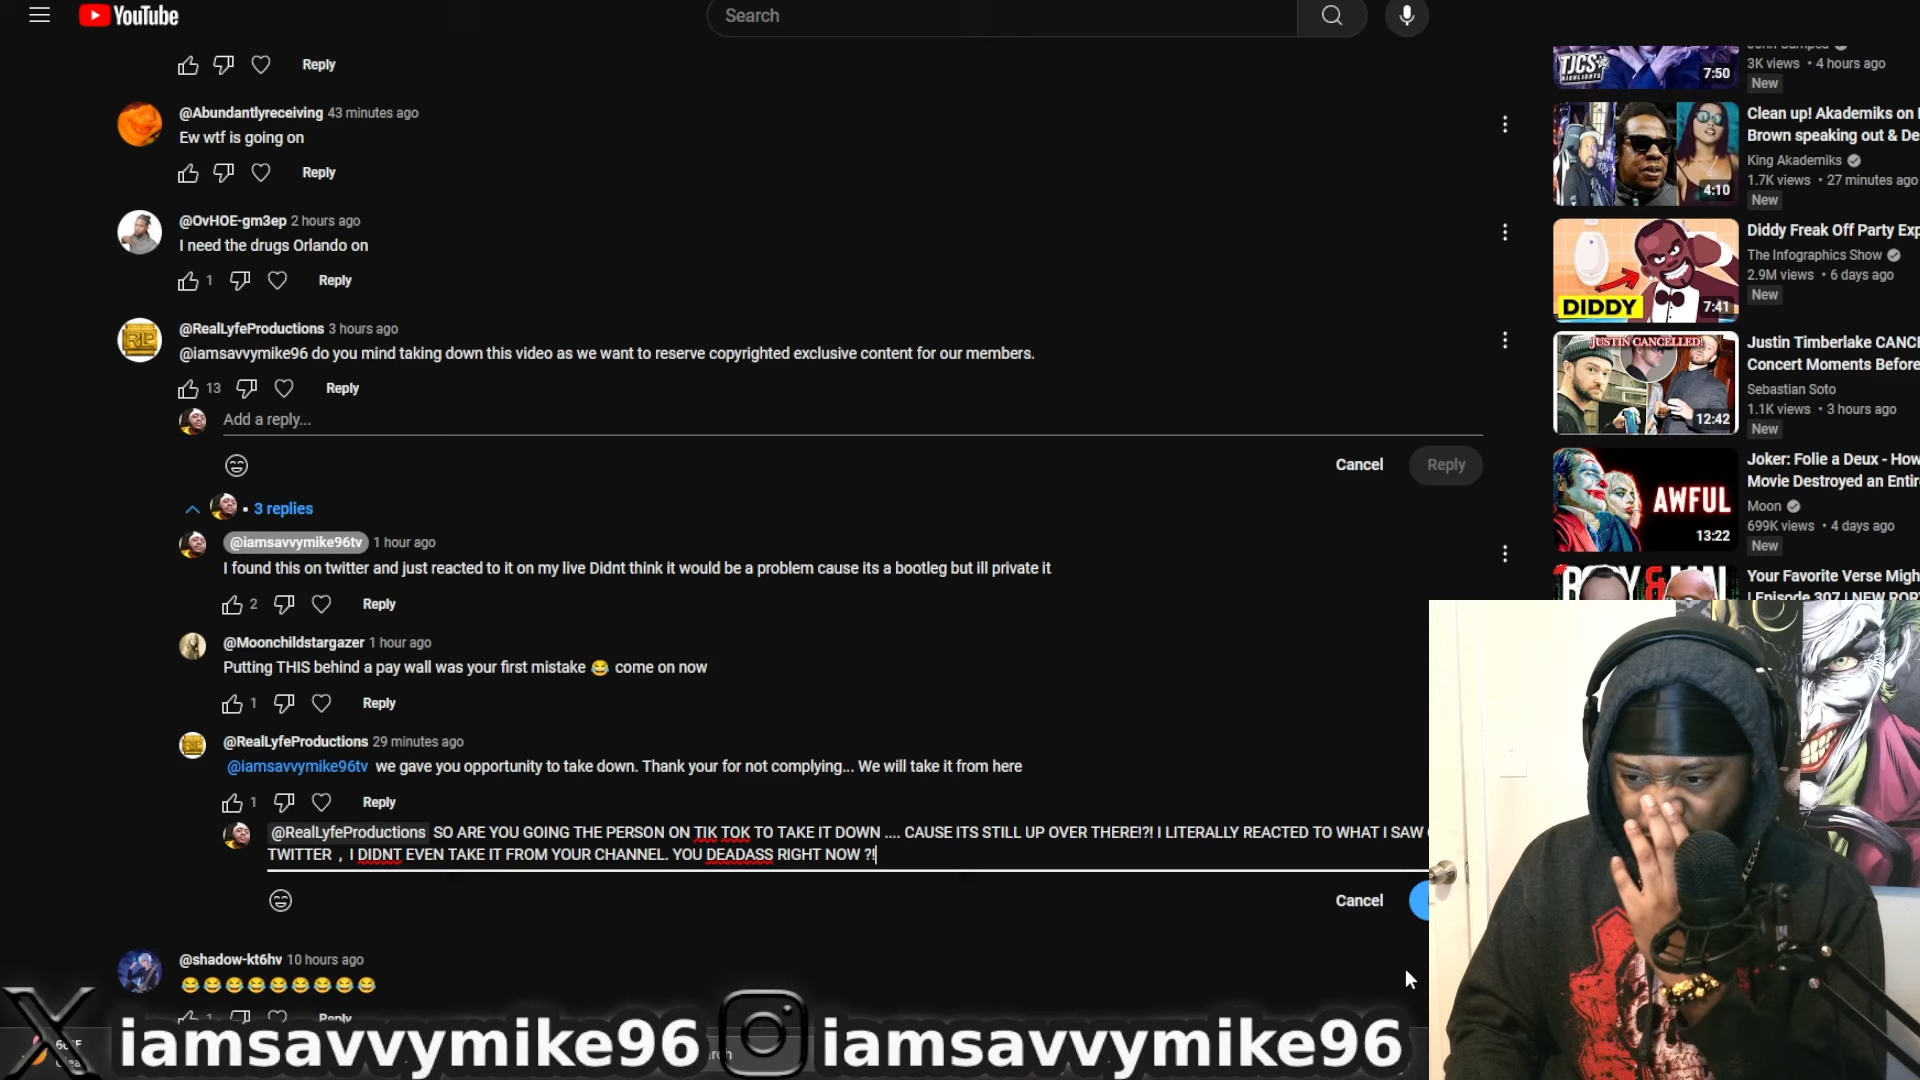 YouTube
Search
Reply
@Abundantlyreceiving 43 minutes ago
Ew wtf is going on
Reply
@OvHOE-gm3ep 2 hours ago
I need the drugs Orlando on
1 Reply
@RealLyfeProductions 3 hours ago
@iamsavvymike96 do you mind taking down this video as we want to reserve copyrighted exclusive content for our members.
13 Reply
Add a reply...
Cancel Reply
• 3 replies
@iamsavvymike96tv 1 hour ago
I found this on twitter and just reacted to it on my live Didnt think it would be a problem cause its a bootleg but ill private it
2 Reply
@Moonchildstargazer 1 hour ago
Putting THIS behind a pay wall was your first mistake 😂 come on now
1 Reply
@RealLyfeProductions 29 minutes ago
@iamsavvymike96tv we gave you opportunity to take down. Thank your for not complying... We will take it from here
1 Reply
@RealLyfeProductions SO ARE YOU GOING THE PERSON ON TIK TOK TO TAKE IT DOWN .... CAUSE ITS STILL UP OVER THERE!?! I LITERALLY REACTED TO WHAT I SAW
TWITTER , I DIDNT EVEN TAKE IT FROM YOUR CHANNEL. YOU DEADASS RIGHT NOW ?!
Cancel
@shadow-kt6hv 10 hours ago
😂😂😂😂😂😂😂😂😂
1 Reply
TJCS
HIGHLIGHTS
7:50
3K views • 4 hours ago
New
4:10
Clean up! Akademiks on
Brown speaking out & De
King Akademiks
1.7K views • 27 minutes ago
New
DIDDY
7:41
Diddy Freak Off Party Exp
The Infographics Show
2.9M views • 6 days ago
New
JUSTIN CANCELLED!
12:42
Justin Timberlake CANCE
Concert Moments Before
Sebastian Soto
1.1K views • 3 hours ago
New
AWFUL
13:22
Joker: Folie a Deux - How
Movie Destroyed an Entir
Moon
699K views • 4 days ago
New
Your Favorite Verse Migh
| Episode 307 | NEW RORY
iamsavvymike96
iamsavvymike96